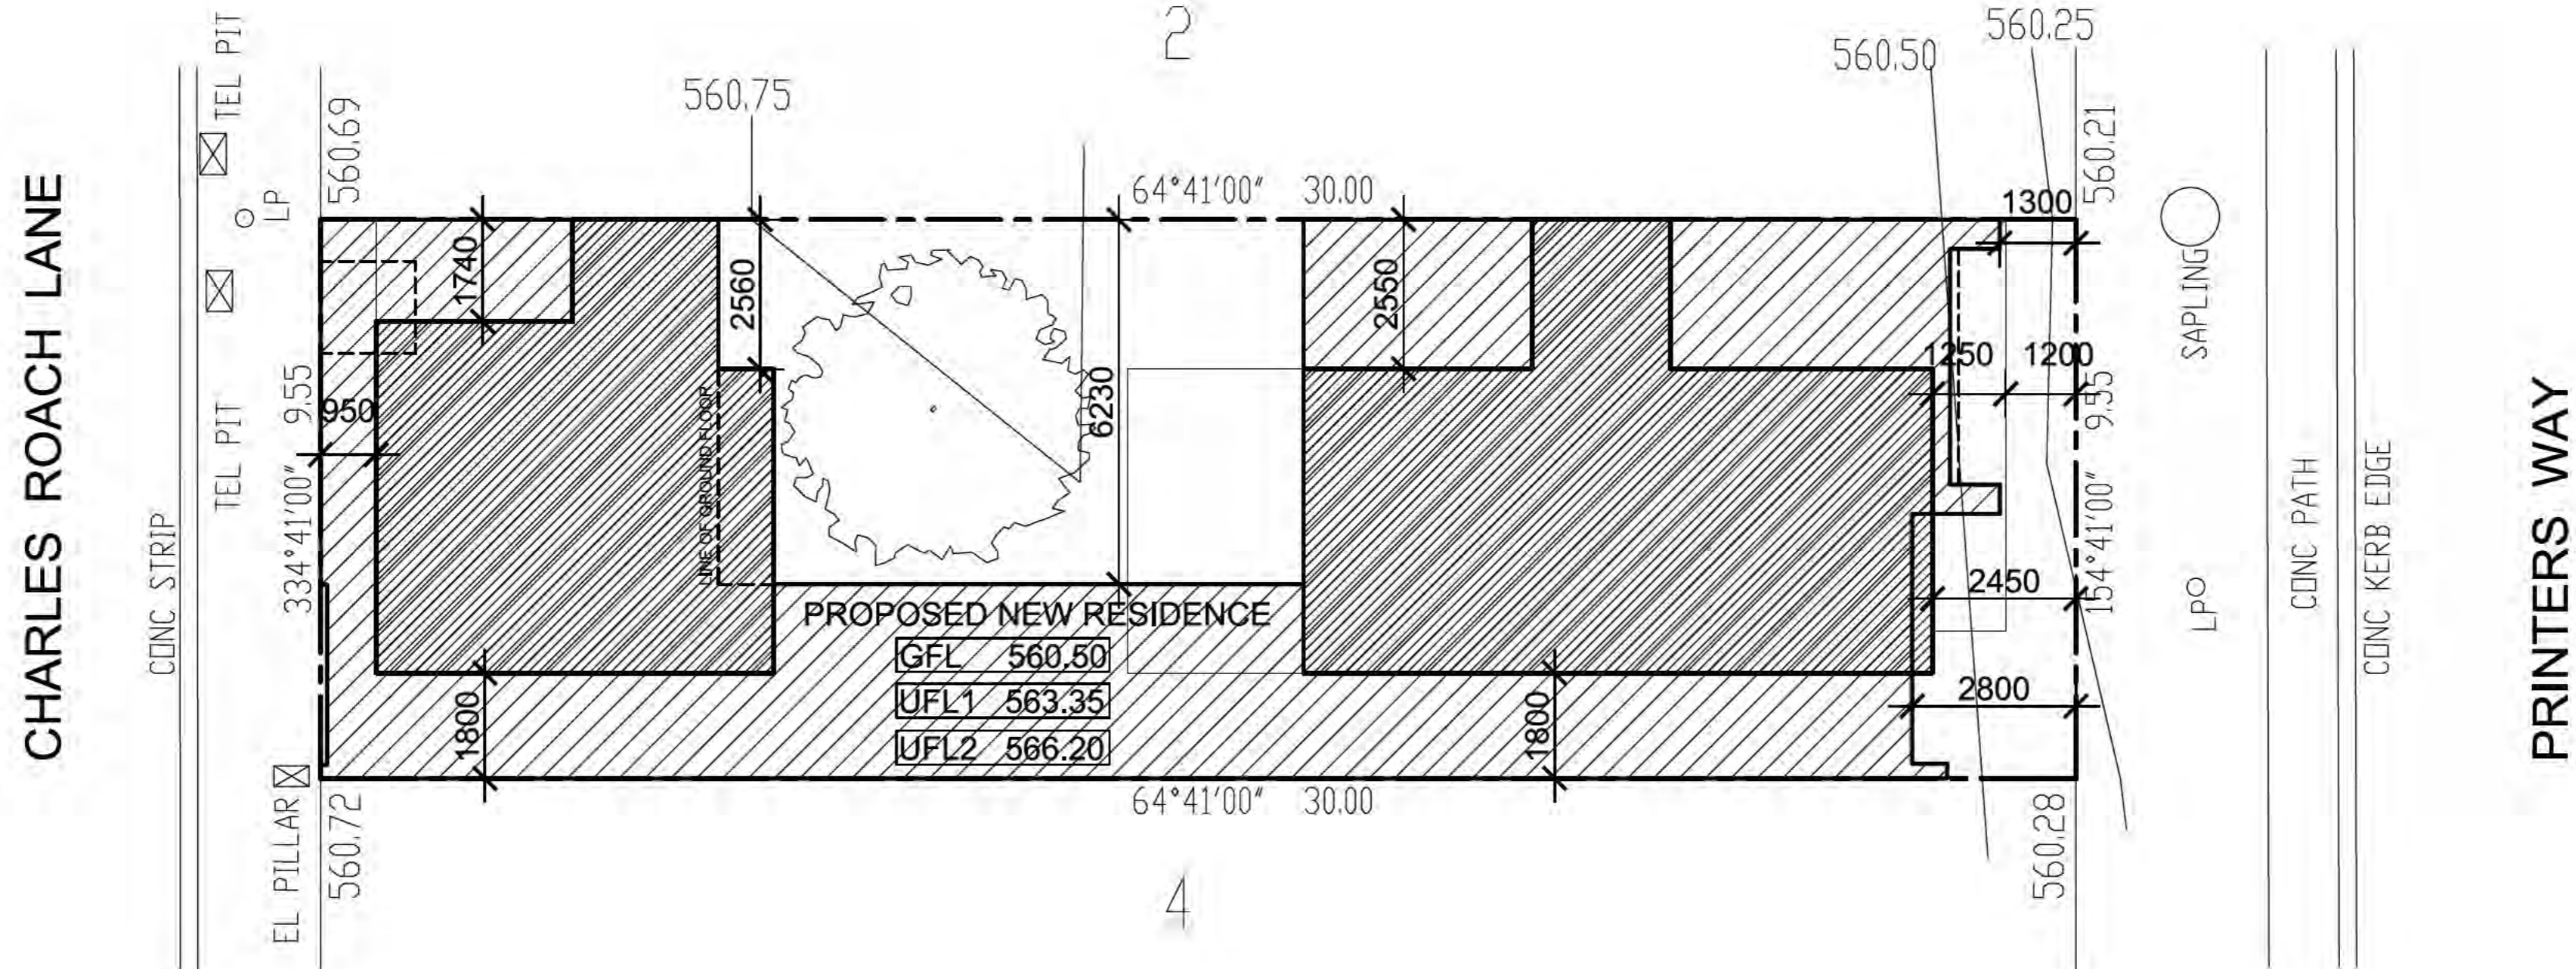 2
560.25
560.50
560.75
TEL PIT
560.69
LP
64°41'00" 30.00
1300
560.21
CHARLES ROACH LANE
1740
2560
2550
6230
1250
1200
SAPLING
TEL PIT
9.55
950
334°41'00"
LINE OF GROUND FLOOR
9.55
154°41'00"
CONC STRIP
CONC PATH
CONC KERB EDGE
PRINTERS WAY
2450
LP
PROPOSED NEW RESIDENCE
GFL 560.50
UFL1 563.35
UFL2 566.20
1800
1800
2800
EL PILLAR
560.72
64°41'00" 30.00
560.28
4